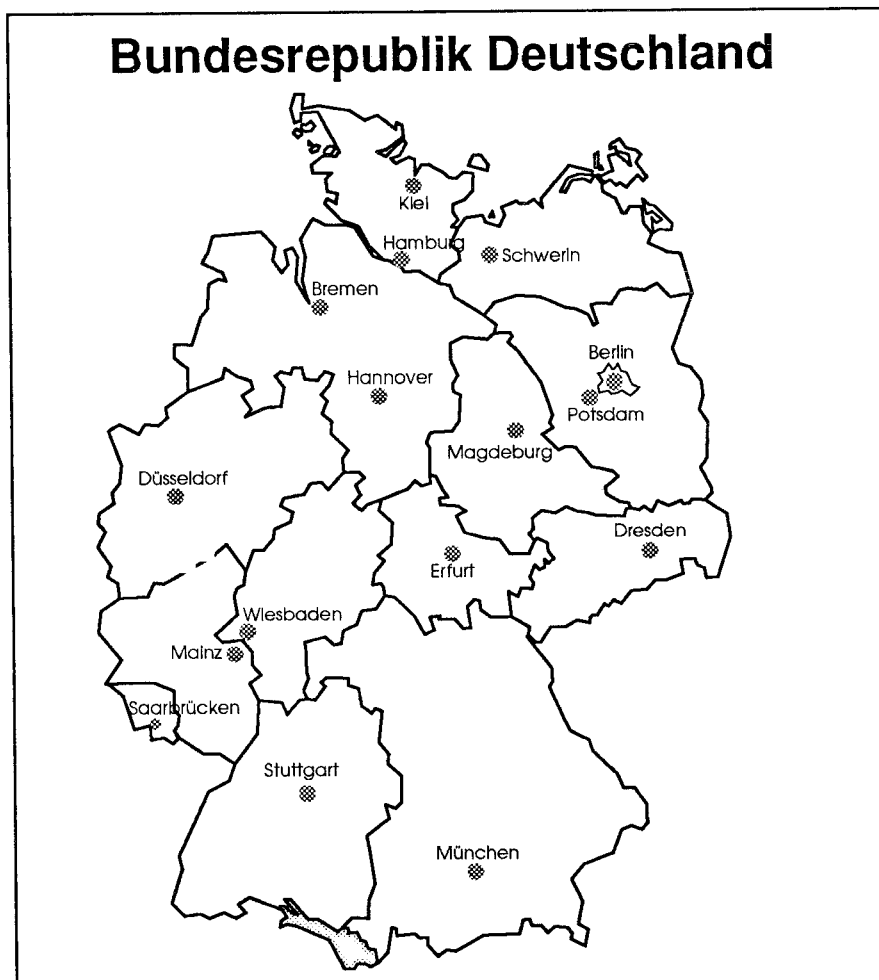 Bundesrepublik Deutschland
Kiel
Hamburg
Schwerin
Bremen
Berlin
Hannover
Potsdam
Magdeburg
Düsseldorf
Dresden
Erfurt
Wiesbaden
Mainz
Saarbrücken
Stuttgart
München